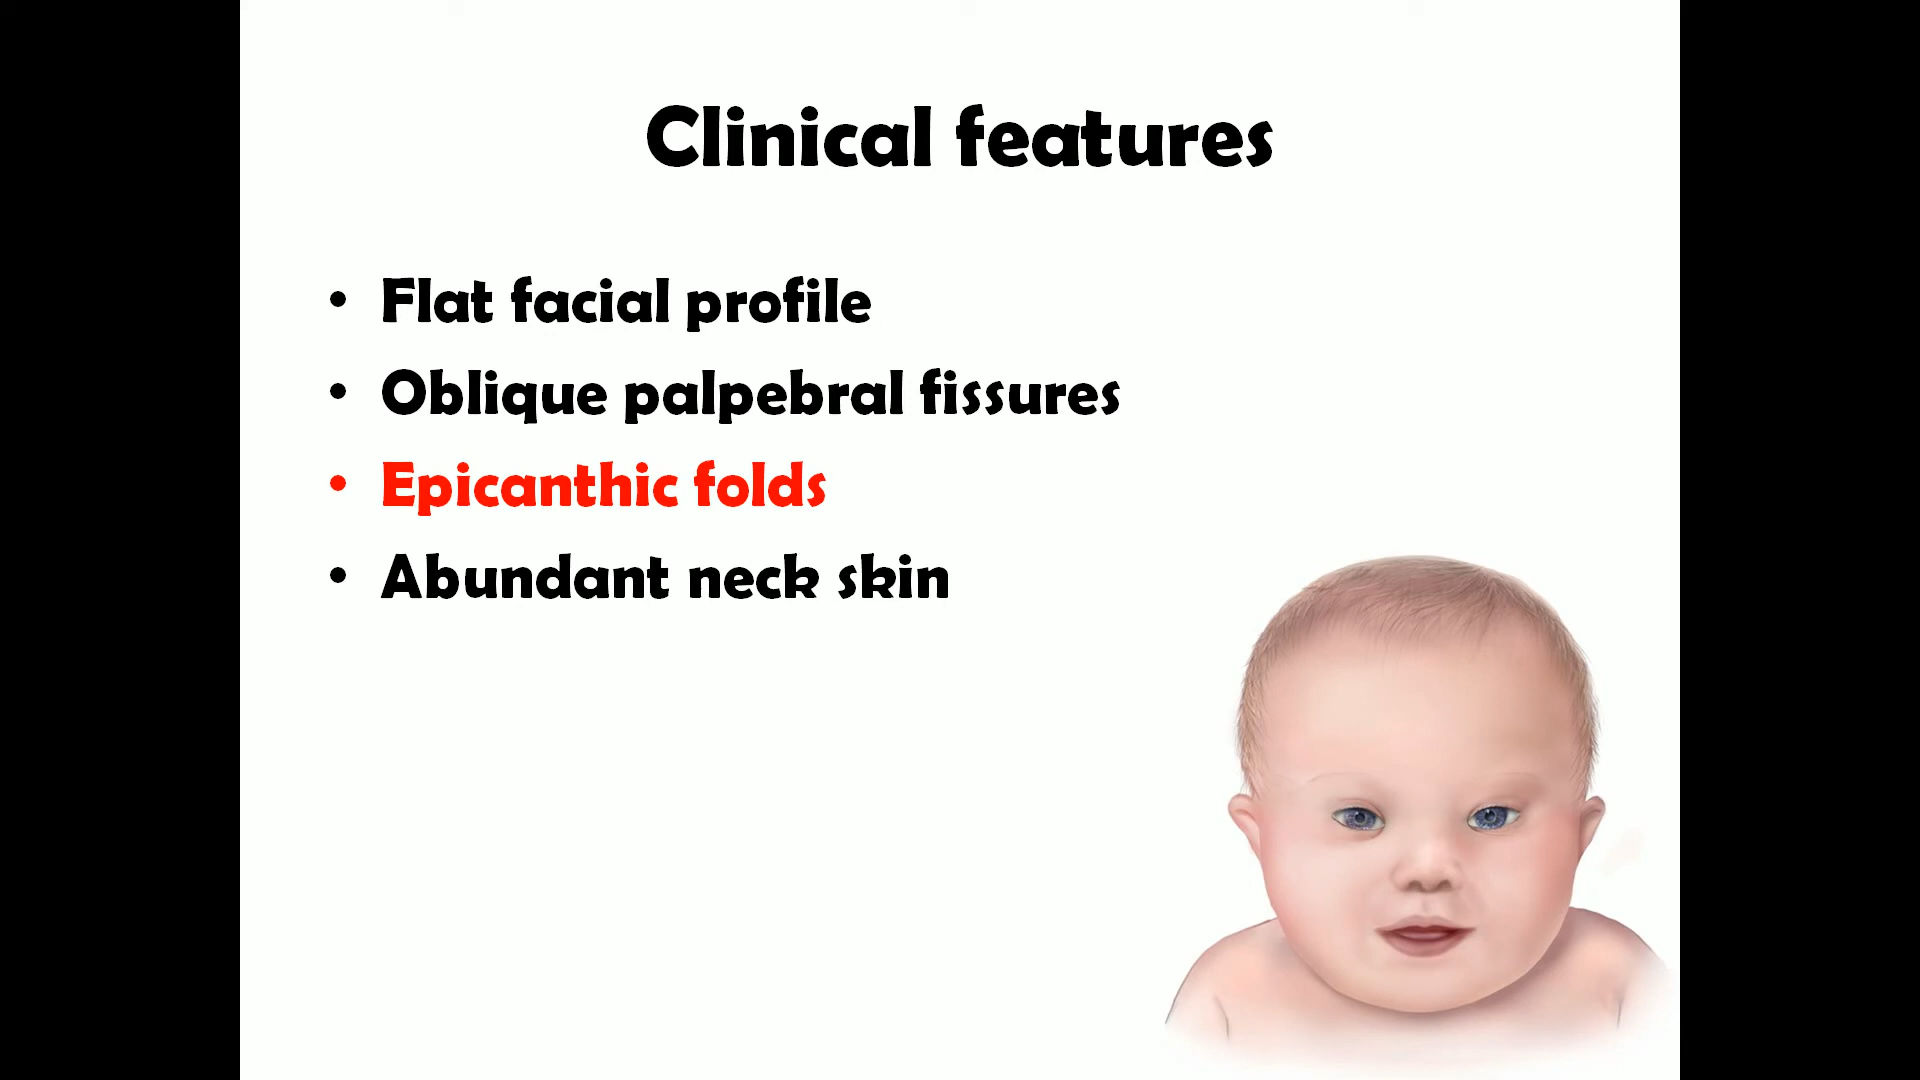 Clinical features
• Flat facial profile
• Oblique palpebral fissures
• Epicanthic folds
• Abundant neck skin